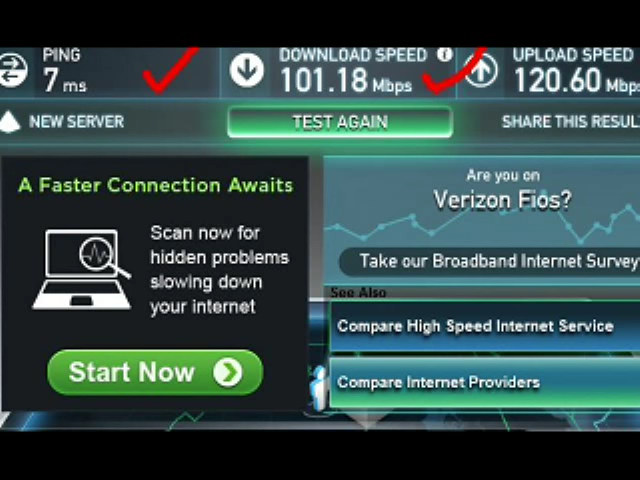 PING
DOWNLOAD SPEED
UPLOAD SPEED
7 ms
101.18 Mbps
120.60 Mbps
NEW SERVER
TEST AGAIN
SHARE THIS RESUL
A Faster Connection Awaits
Scan now for
hidden problems
slowing down
your internet
Start Now
Are you on
Verizon Fios?
Take our Broadband Internet Survey
See Also
Compare High Speed Internet Service
Compare Internet Providers